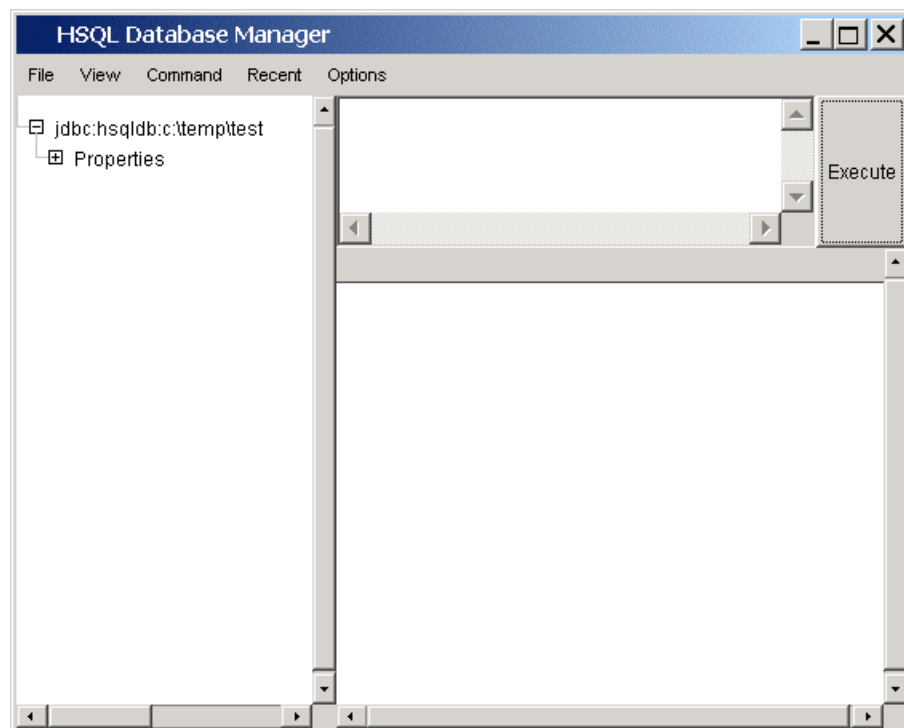 HSQL Database Manager
File View Command Recent Options
jdbc:hsqldb:c:\temp\test
Properties
Execute